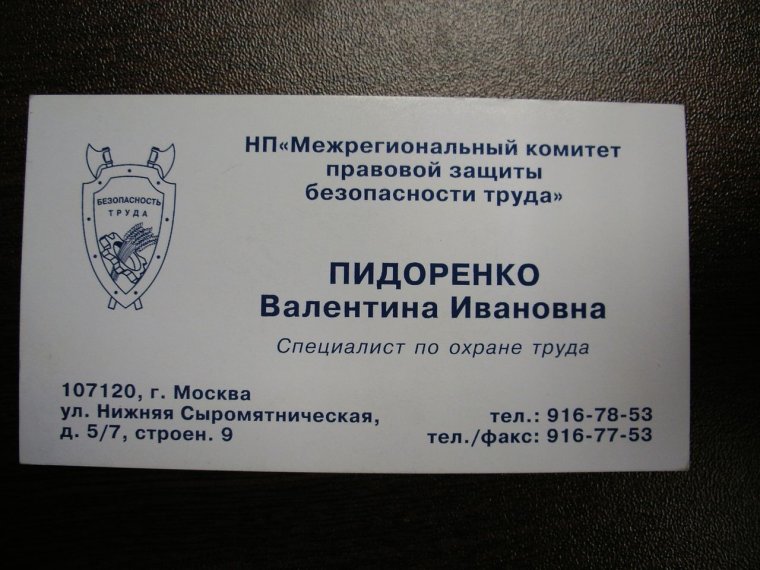 НП«Межрегиональный комитет
правовой защиты
безопасности труда»
БЕЗОПАСНОСТЬ
ТРУДА
ПИДОРЕНКО
Валентина Ивановна
Специалист по охране труда
107120, г. Москва
ул. Нижняя Сыромятническая,
д. 5/7, строен. 9
тел.: 916-78-53
тел./факс: 916-77-53